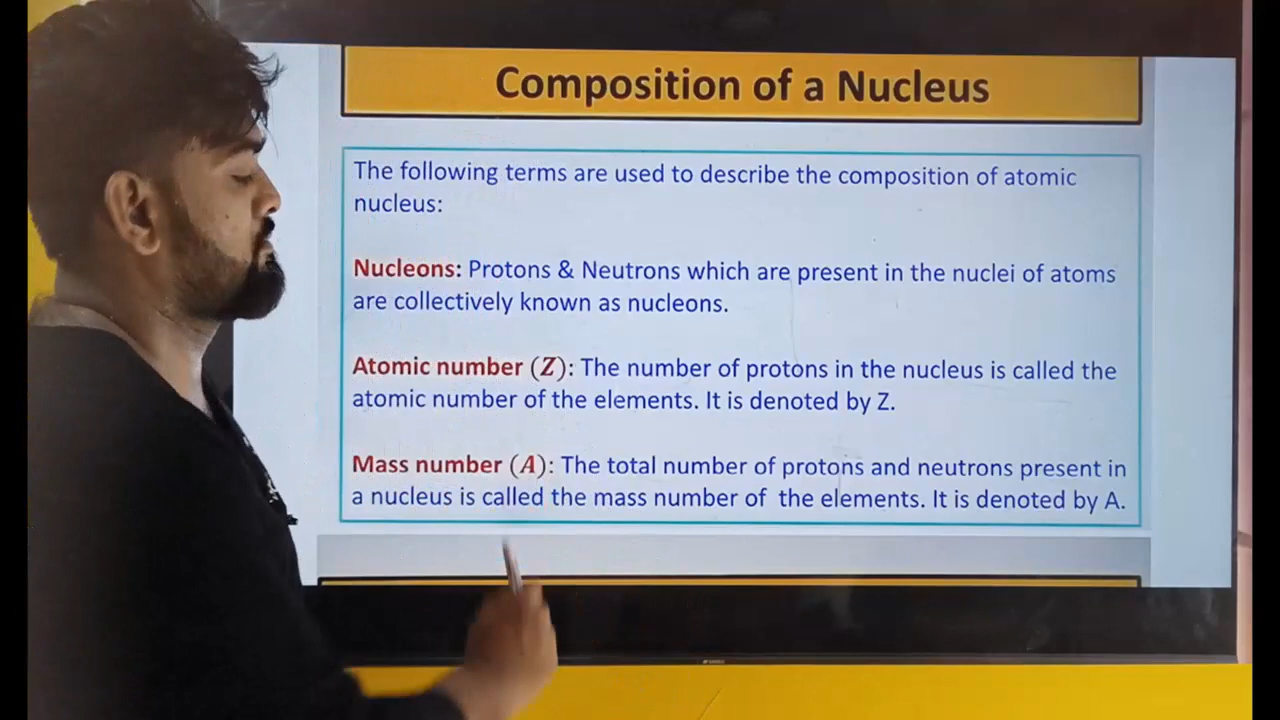 Composition of a Nucleus
The following terms are used to describe the composition of atomic
nucleus:
Nucleons: Protons & Neutrons which are present in the nuclei of atoms
are collectively known as nucleons.
Atomic number (Z): The number of protons in the nucleus is called the
atomic number of the elements. It is denoted by Z.
Mass number (A): The total number of protons and neutrons present in
a nucleus is called the mass number of the elements. It is denoted by A.